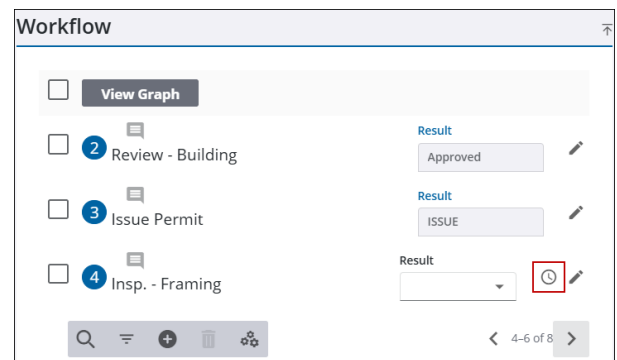 Workflow
View Graph
Result
2
Review - Building
Approved
Result
3
Issue Permit
ISSUE
Result
4
Insp. - Framing
4–6 of 8